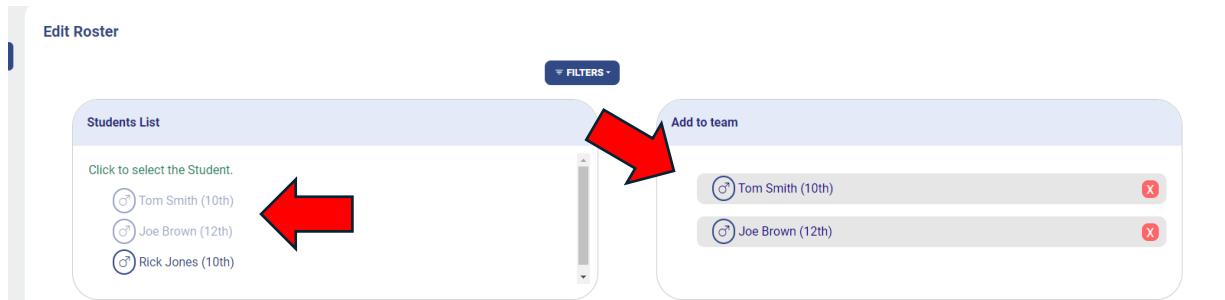 Edit Roster
FILTERS
Students List
Click to select the Student.
Tom Smith (10th)
Joe Brown (12th)
Rick Jones (10th)
Add to team
Tom Smith (10th) X
Joe Brown (12th) X